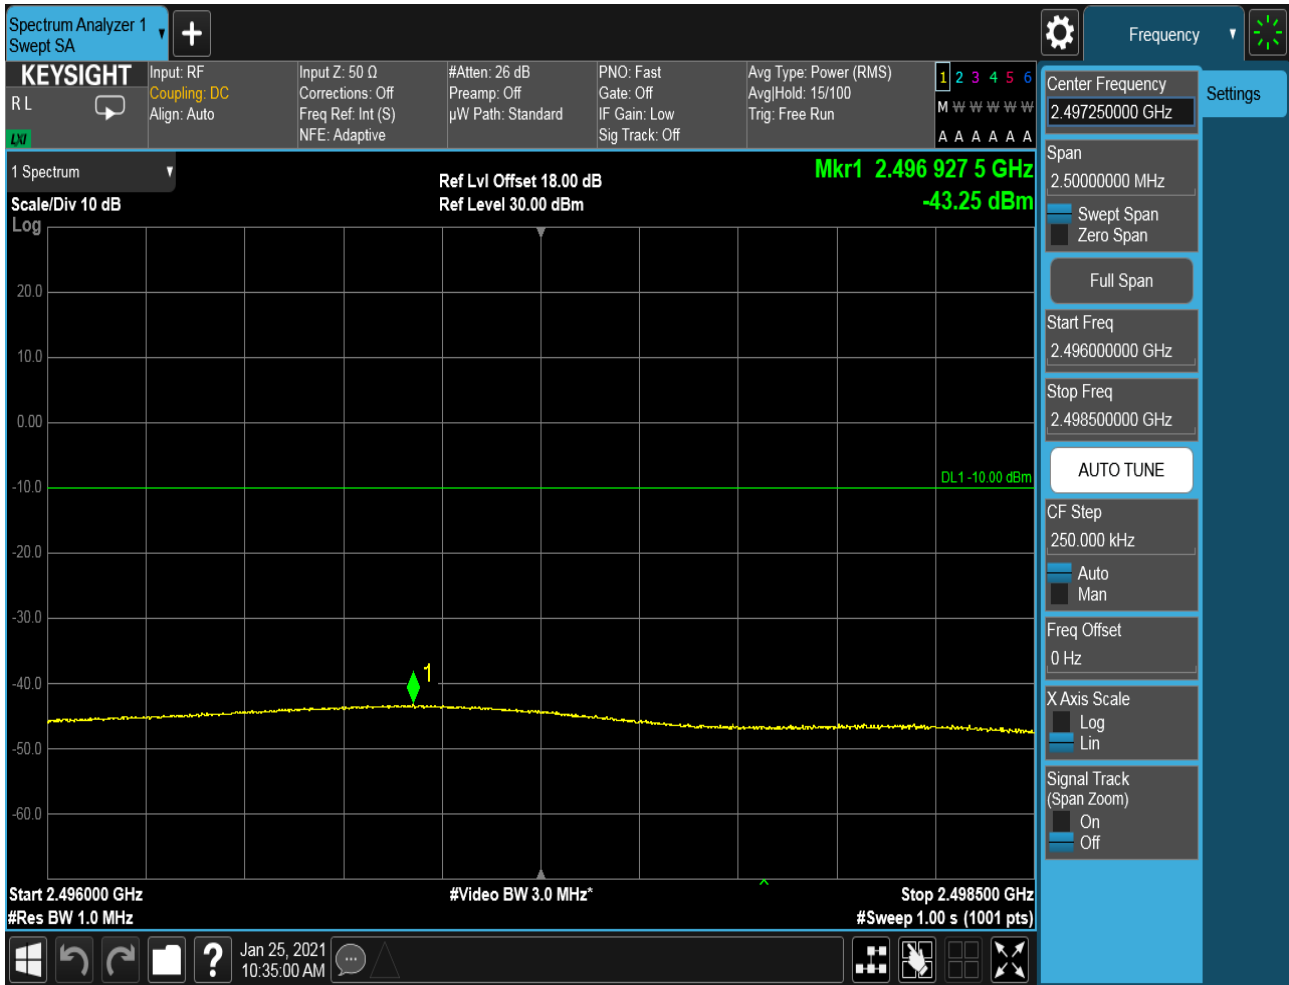 Spectrum Analyzer 1
Swept SA
Frequency
KEYSIGHT
R L
LXI
Input: RF
Coupling: DC
Align: Auto
Input Z: 50 Ω
Corrections: Off
Freq Ref: Int (S)
NFE: Adaptive
#Atten: 26 dB
Preamp: Off
µW Path: Standard
PNO: Fast
Gate: Off
IF Gain: Low
Sig Track: Off
Avg Type: Power (RMS)
Avg|Hold: 15/100
Trig: Free Run
1 2 3 4 5 6
M W W W W W
A A A A A A
1 Spectrum
Scale/Div 10 dB
Log
Ref Lvl Offset 18.00 dB
Ref Level 30.00 dBm
Mkr1 2.496 927 5 GHz
-43.25 dBm
20.0
10.0
0.00
-10.0
-20.0
-30.0
-40.0
-50.0
-60.0
DL1 -10.00 dBm
1
Start 2.496000 GHz
#Res BW 1.0 MHz
#Video BW 3.0 MHz*
Stop 2.498500 GHz
#Sweep 1.00 s (1001 pts)
Jan 25, 2021
10:35:00 AM
Center Frequency
2.497250000 GHz
Settings
Span
2.50000000 MHz
Swept Span
Zero Span
Full Span
Start Freq
2.496000000 GHz
Stop Freq
2.498500000 GHz
AUTO TUNE
CF Step
250.000 kHz
Auto
Man
Freq Offset
0 Hz
X Axis Scale
Log
Lin
Signal Track
(Span Zoom)
On
Off